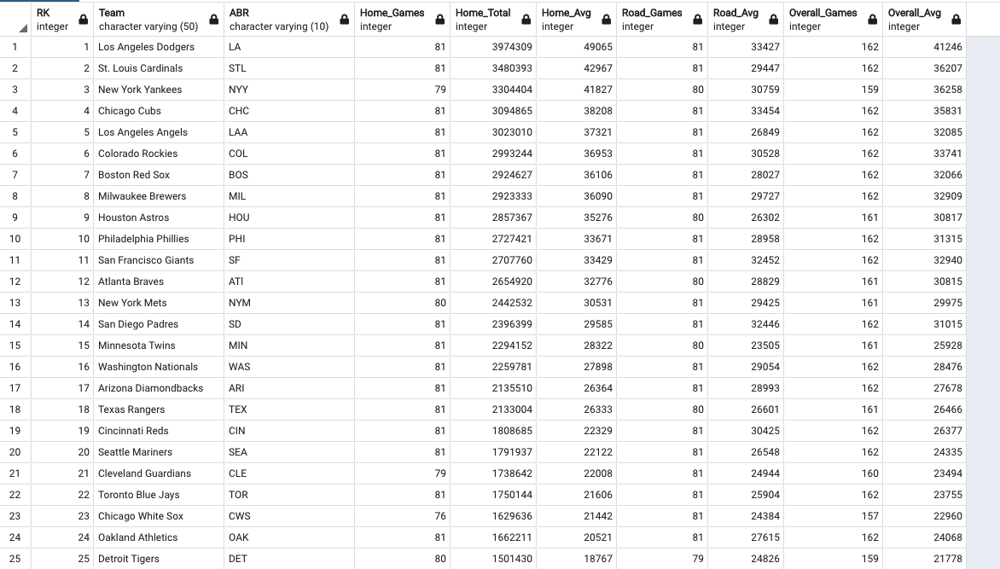 RK Team ABR Home_Games Home_Total Home_Avg Road_Games Road_Avg Overall_Games Overall_Avg
integer character varying (50) character varying (10) integer integer integer integer integer integer integer
1 1 Los Angeles Dodgers LA 81 3974309 49065 81 33427 162 41246
2 2 St. Louis Cardinals STL 81 3480393 42967 81 29447 162 36207
3 3 New York Yankees NYY 79 3304404 41827 80 30759 159 36258
4 4 Chicago Cubs CHC 81 3094865 38208 81 33454 162 35831
5 5 Los Angeles Angels LAA 81 3023010 37321 81 26849 162 32085
6 6 Colorado Rockies COL 81 2993244 36953 81 30528 162 33741
7 7 Boston Red Sox BOS 81 2924627 36106 81 28027 162 32066
8 8 Milwaukee Brewers MIL 81 2923333 36090 81 29727 162 32909
9 9 Houston Astros HOU 81 2857367 35276 80 26302 161 30817
10 10 Philadelphia Phillies PHI 81 2727421 33671 81 28958 162 31315
11 11 San Francisco Giants SF 81 2707760 33429 81 32452 162 32940
12 12 Atlanta Braves ATl 81 2654920 32776 80 28829 161 30815
13 13 New York Mets NYM 80 2442532 30531 81 29425 161 29975
14 14 San Diego Padres SD 81 2396399 29585 81 32446 162 31015
15 15 Minnesota Twins MIN 81 2294152 28322 80 23505 161 25928
16 16 Washington Nationals WAS 81 2259781 27898 81 29054 162 28476
17 17 Arizona Diamondbacks ARI 81 2135510 26364 81 28993 162 27678
18 18 Texas Rangers TEX 81 2133004 26333 80 26601 161 26466
19 19 Cincinnati Reds CIN 81 1808685 22329 81 30425 162 26377
20 20 Seattle Mariners SEA 81 1791937 22122 81 26548 162 24335
21 21 Cleveland Guardians CLE 79 1738642 22008 81 24944 160 23494
22 22 Toronto Blue Jays TOR 81 1750144 21606 81 25904 162 23755
23 23 Chicago White Sox CWS 76 1629636 21442 81 24384 157 22960
24 24 Oakland Athletics OAK 81 1662211 20521 81 27615 162 24068
25 25 Detroit Tigers DET 80 1501430 18767 79 24826 159 21778